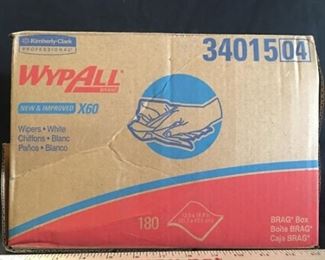 Kimberly-Clark
PROFESSIONAL
34015 04
WYPALL
BRAND
NEW & IMPROVED X60
Wipers • White
Chiffons • Blanc
Paños • Blanco
180
BRAG* Box
Boîte BRAG*
Caja BRAG*